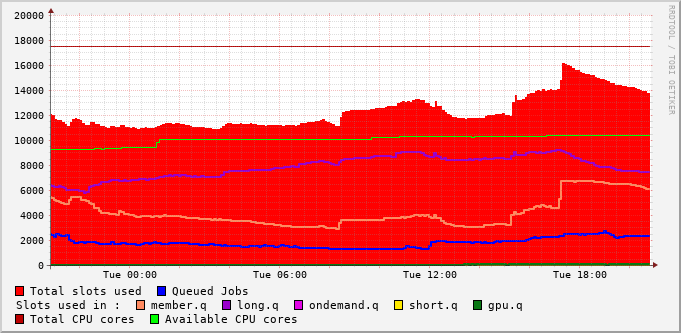 20000
18000
16000
14000
12000
10000
8000
6000
4000
2000
0
Tue 00:00 Tue 06:00 Tue 12:00 Tue 18:00
RRDTOOL / TOBI OETIKER
Total slots used Queued Jobs
Slots used in : member.q long.q ondemand.q short.q gpu.q
Total CPU cores Available CPU cores